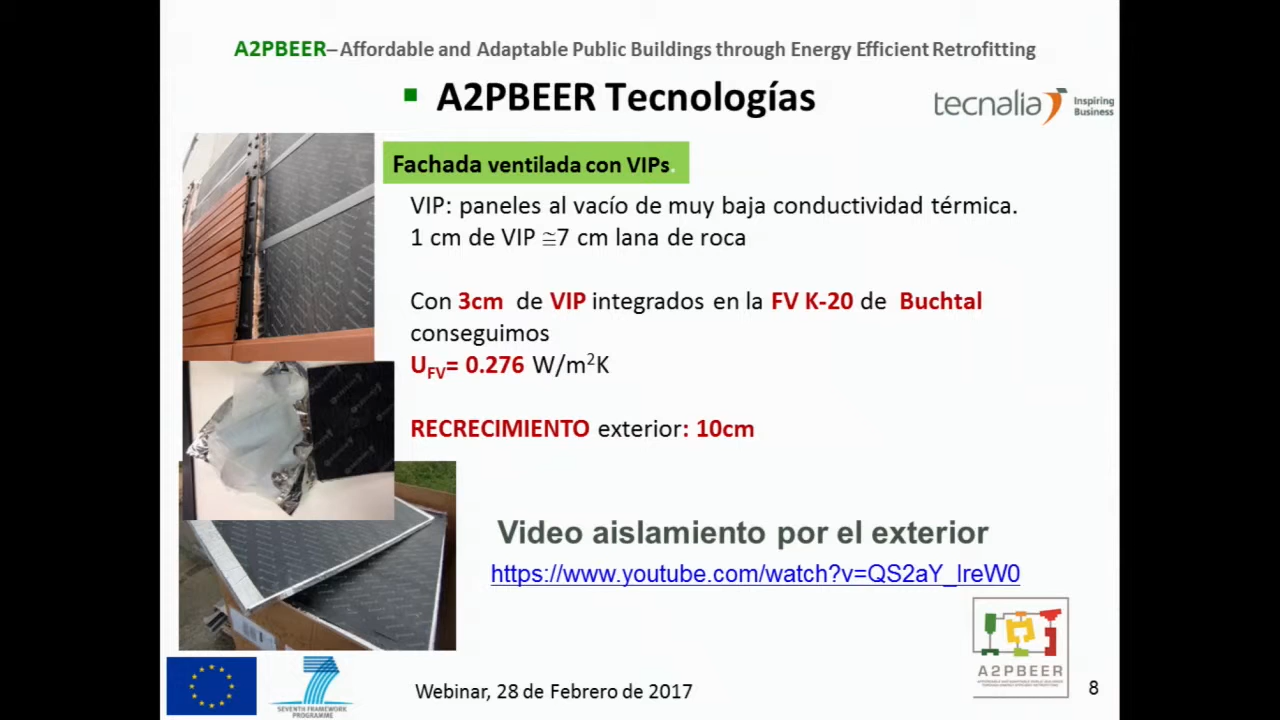 A2PBEER–Affordable and Adaptable Public Buildings through Energy Efficient Retrofitting
▪ A2PBEER Tecnologías
tecnalia Inspiring Business
Fachada ventilada con VIPs.
VIP: paneles al vacío de muy baja conductividad térmica.
1 cm de VIP ≅7 cm lana de roca
Con 3cm de VIP integrados en la FV K-20 de Buchtal
conseguimos
UFV= 0.276 W/m²K
RECRECIMIENTO exterior: 10cm
Video aislamiento por el exterior
https://www.youtube.com/watch?v=QS2aY_lreW0
A2PBEER
SEVENTH FRAMEWORK
PROGRAMME
Webinar, 28 de Febrero de 2017
8